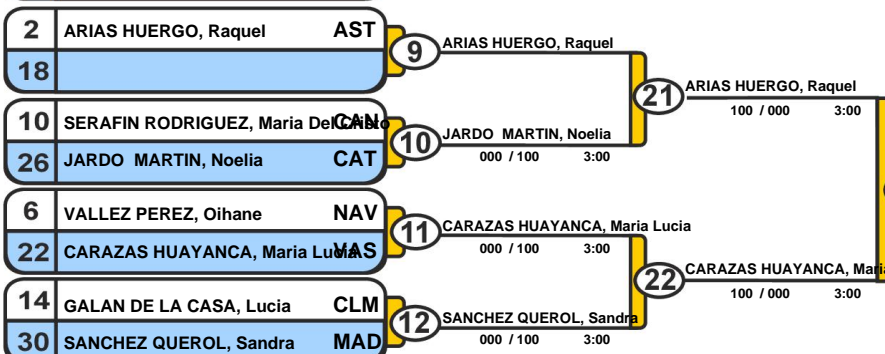 2 ARIAS HUERGO, Raquel AST
18
9 ARIAS HUERGO, Raquel
10 SERAFIN RODRIGUEZ, Maria Del Cristo CAN
26 JARDO MARTIN, Noelia CAT
10 JARDO MARTIN, Noelia
000 / 100 3:00
21 ARIAS HUERGO, Raquel
100 / 000 3:00
6 VALLEZ PEREZ, Oihane NAV
22 CARAZAS HUAYANCA, Maria Lucia VAS
11 CARAZAS HUAYANCA, Maria Lucia
000 / 100 3:00
14 GALAN DE LA CASA, Lucia CLM
30 SANCHEZ QUEROL, Sandra MAD
12 SANCHEZ QUEROL, Sandra
000 / 100 3:00
22 CARAZAS HUAYANCA, Maria
100 / 000 3:00